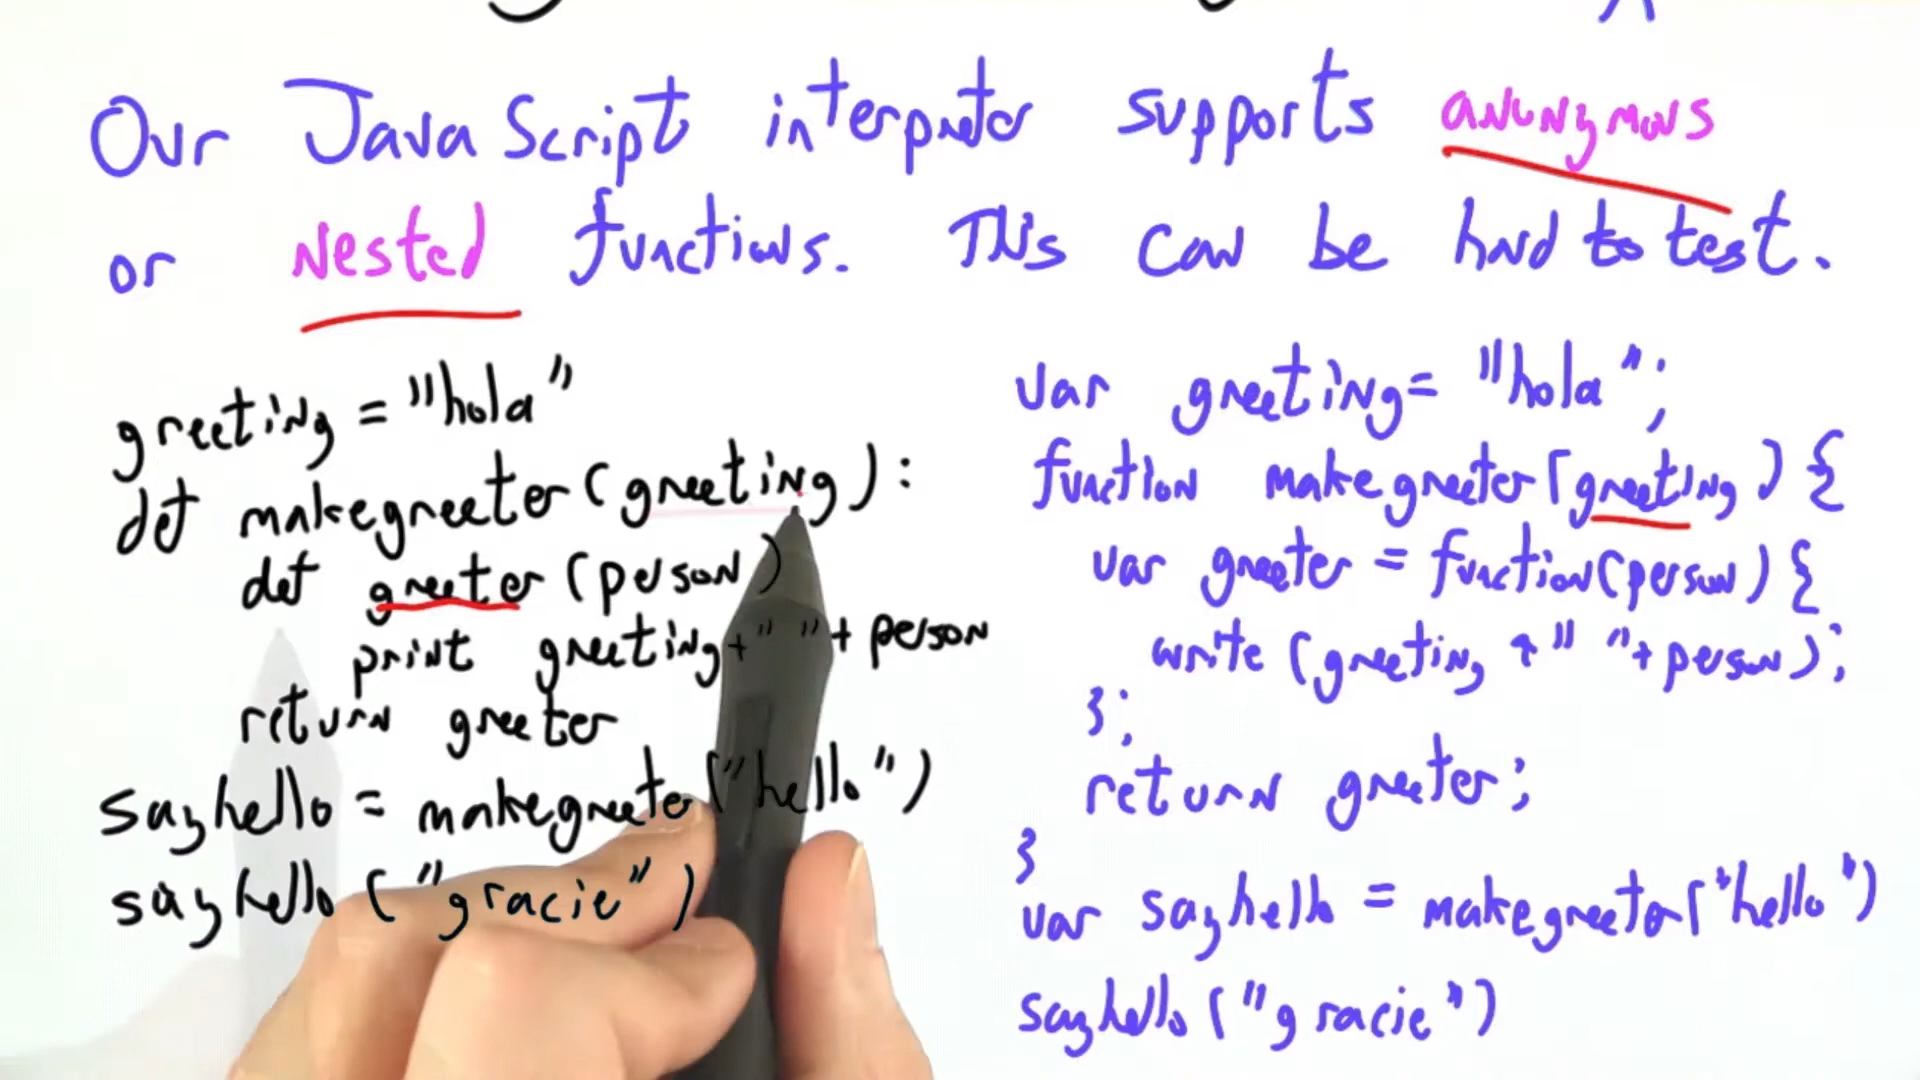 Our JavaScript interpreter supports anonymous
or nested functions. This can be hard to test.
greeting = "hola"
def makegreeter(greeting):
def greeter (person)
print greeting+" "+ person
return greeter
sayhello = makegreeter("hello")
sayhello ("gracie")
var greeting= "hola";
function makegreeter(greeting) {
var greeter = function(person) {
write (greeting +" "+person);
};
return greeter;
}
var sayhello = makegreeter("hello")
sayhello ("gracie")